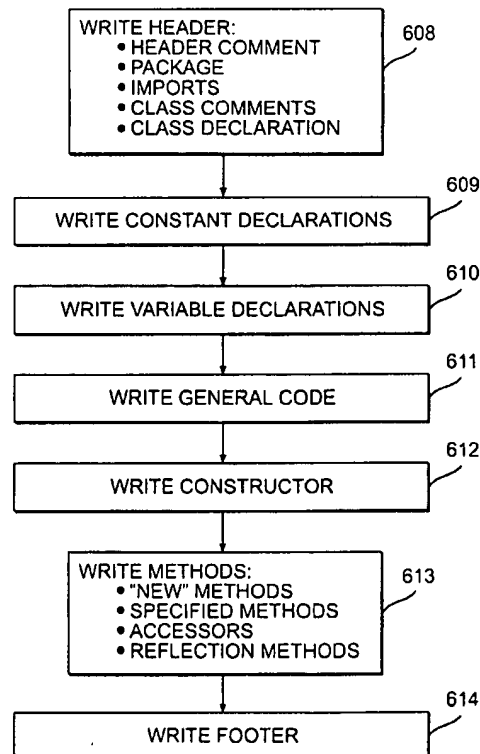 WRITE HEADER:
• HEADER COMMENT
• PACKAGE
• IMPORTS
• CLASS COMMENTS
• CLASS DECLARATION
608
WRITE CONSTANT DECLARATIONS
609
WRITE VARIABLE DECLARATIONS
610
WRITE GENERAL CODE
611
WRITE CONSTRUCTOR
612
WRITE METHODS:
• "NEW" METHODS
• SPECIFIED METHODS
• ACCESSORS
• REFLECTION METHODS
613
WRITE FOOTER
614